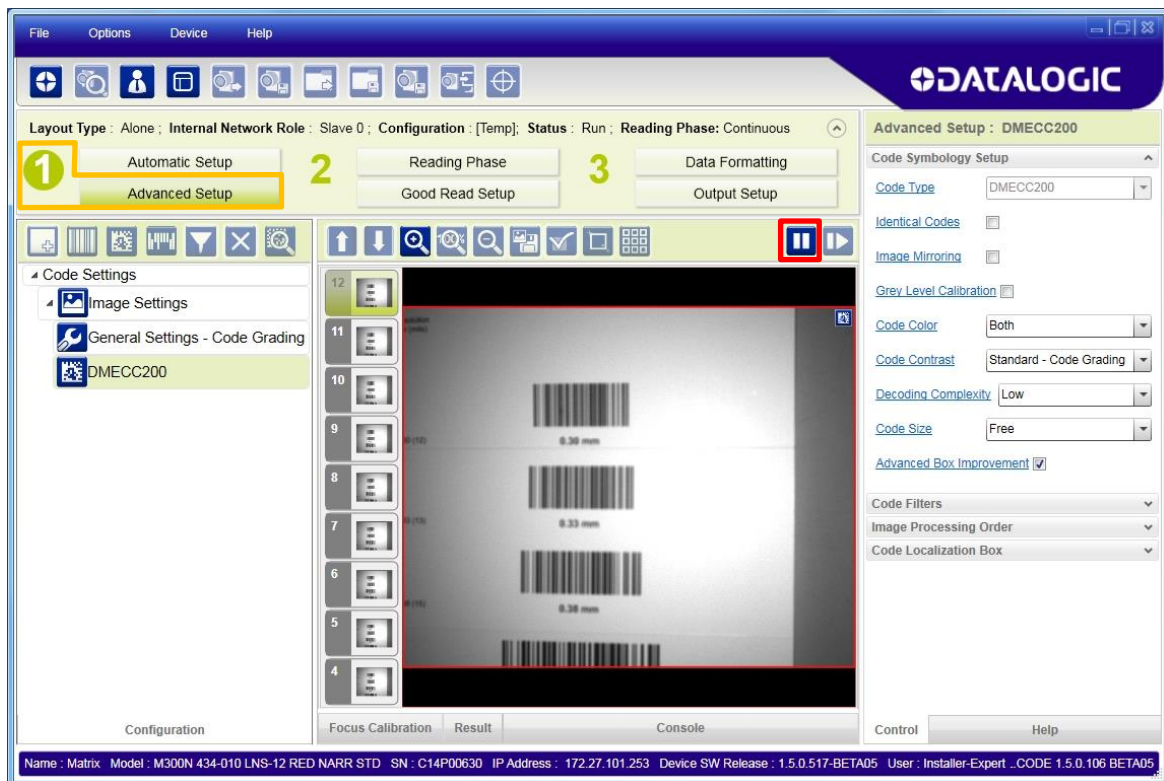 File Options Device Help
DATALOGIC
Layout Type : Alone ; Internal Network Role : Slave 0 ; Configuration : [Temp]; Status : Run ; Reading Phase: Continuous
1 Automatic Setup
Advanced Setup
2 Reading Phase
Good Read Setup
3 Data Formatting
Output Setup
Code Settings
Image Settings
General Settings - Code Grading
DMECC200
Configuration
100%
12
11
10
9
8
7
6
5
4
0.30 mm
0.33 mm
0.38 mm
Focus Calibration Result Console
Advanced Setup : DMECC200
Code Symbology Setup
Code Type DMECC200
Identical Codes
Image Mirroring
Grey Level Calibration
Code Color Both
Code Contrast Standard - Code Grading
Decoding Complexity Low
Code Size Free
Advanced Box Improvement
Code Filters
Image Processing Order
Code Localization Box
Control Help
Name : Matrix Model : M300N 434-010 LNS-12 RED NARR STD SN : C14P00630 IP Address : 172.27.101.253 Device SW Release : 1.5.0.517-BETA05 User : Installer-Expert _CODE 1.5.0.106 BETA05